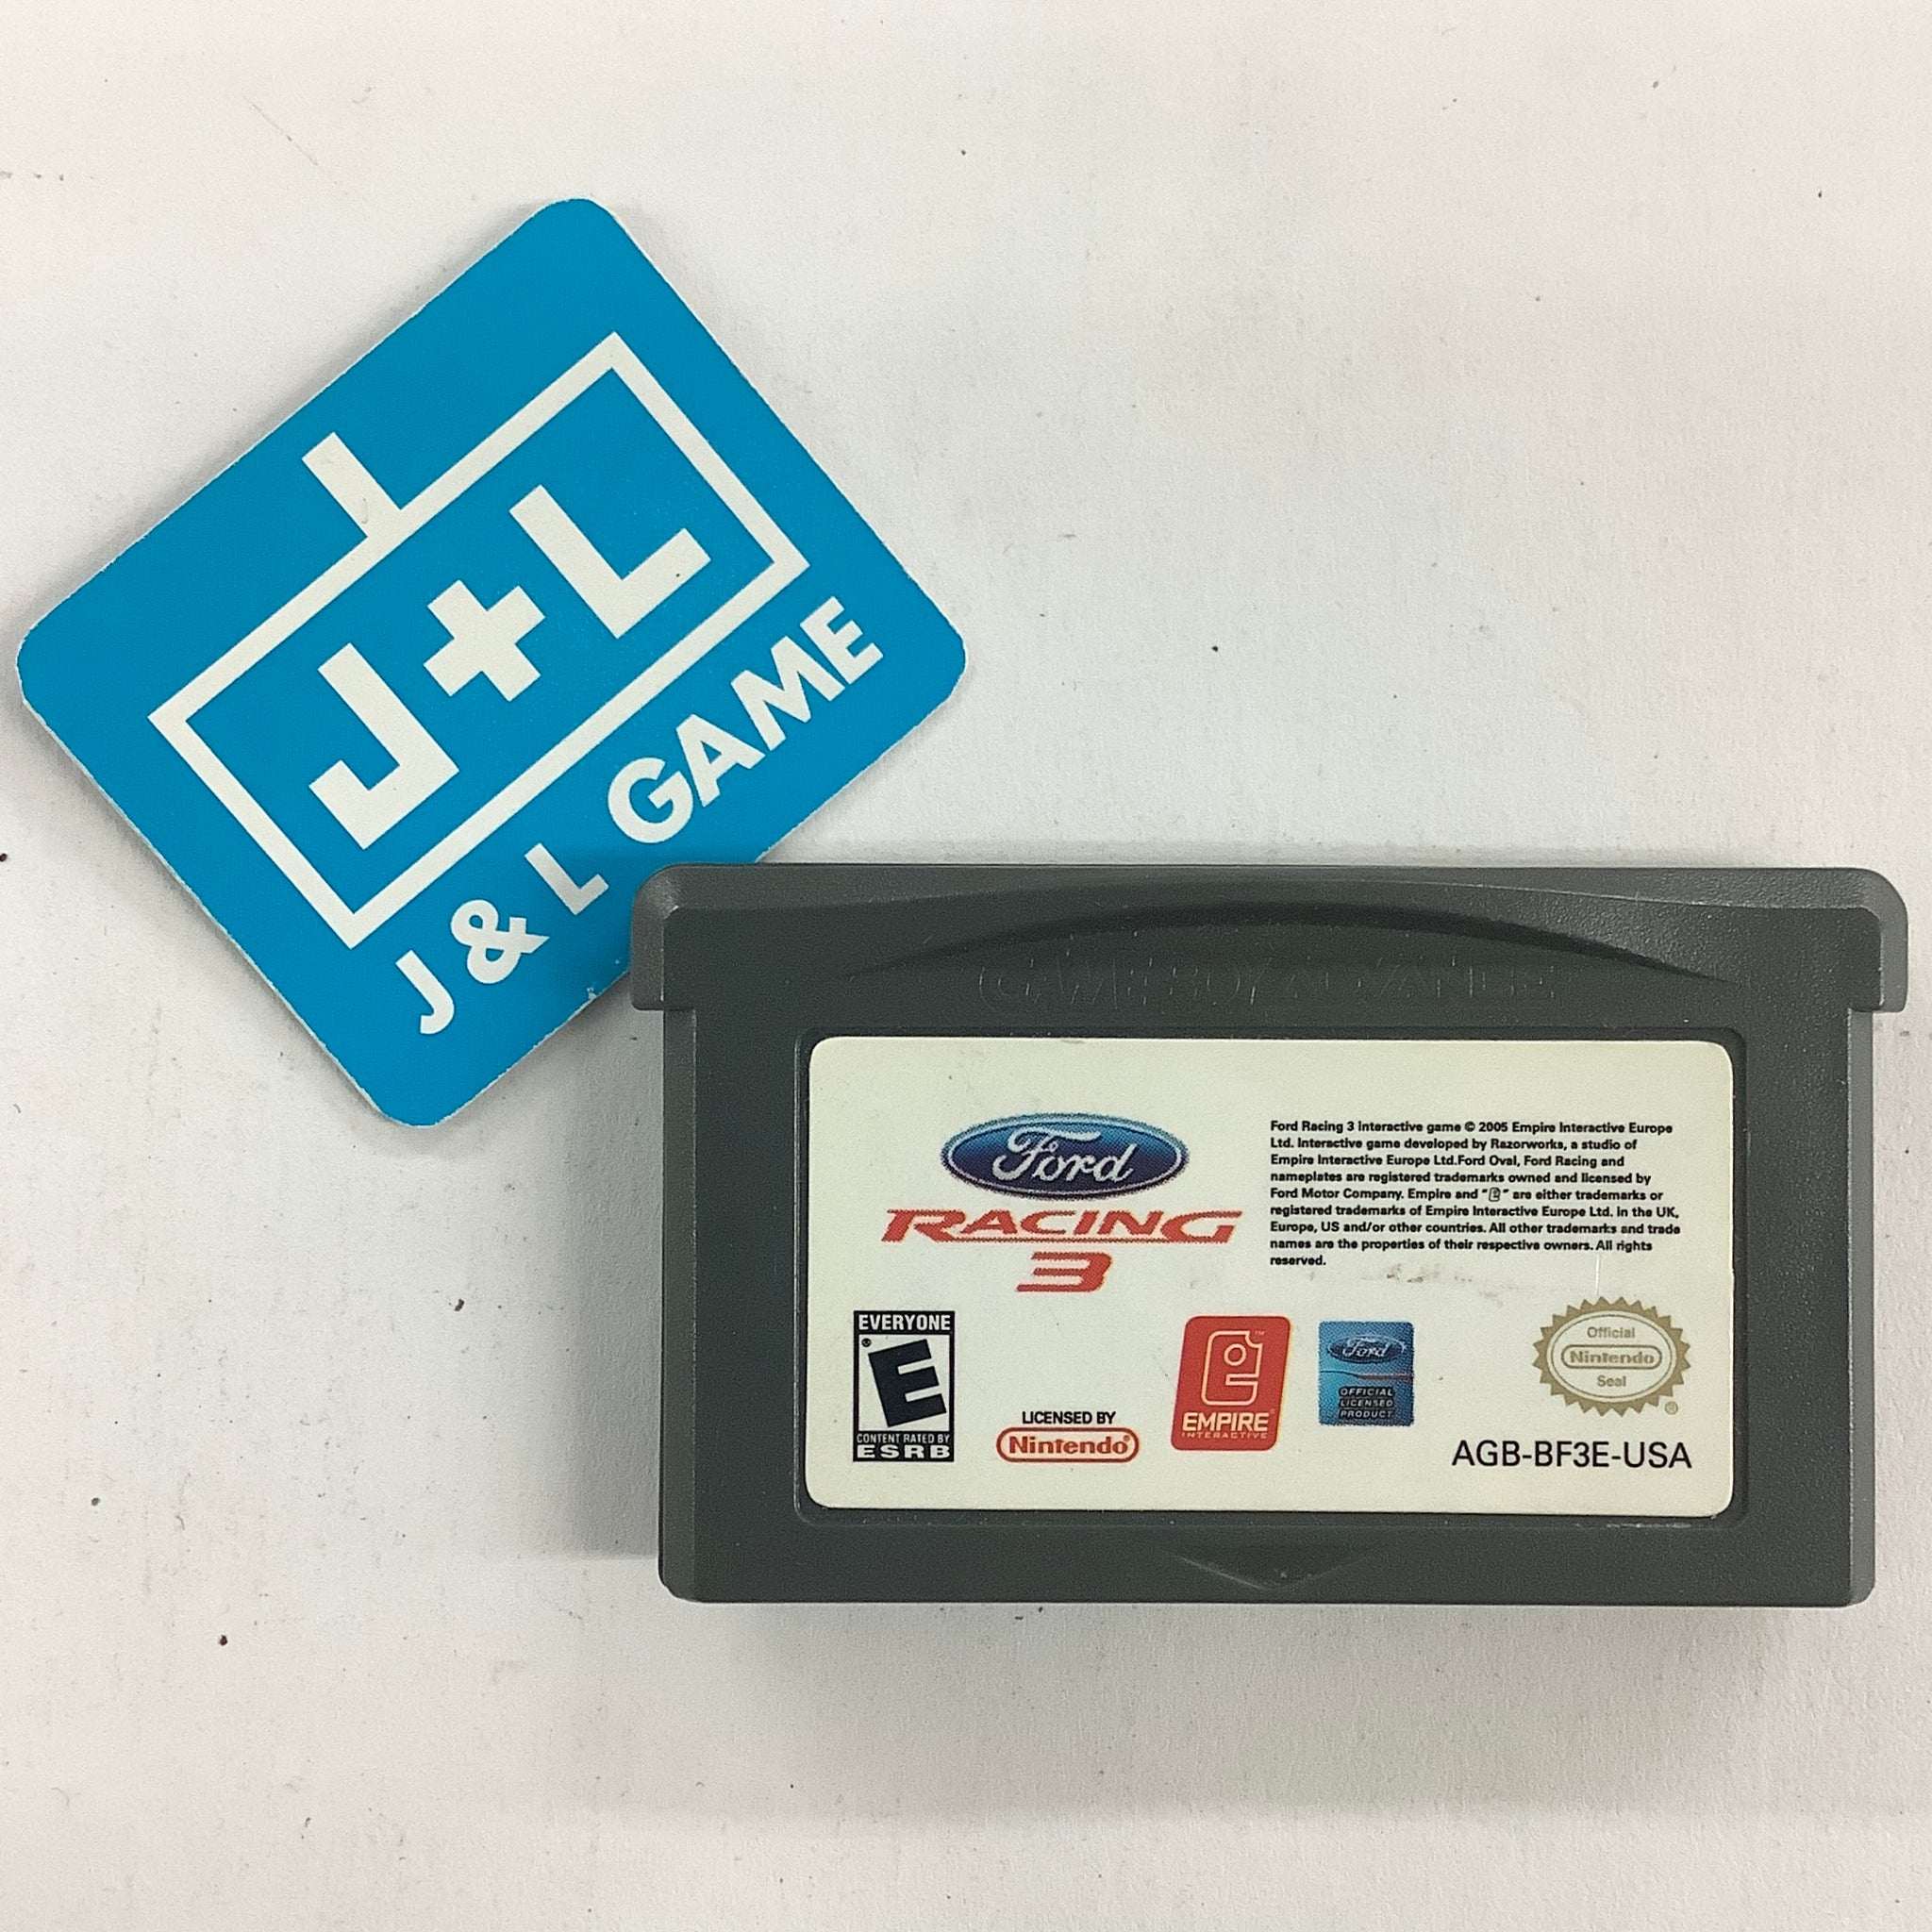 J+L
J & L GAME
GAME BOY ADVANCE
Ford
RACING
3
Ford Racing 3 Interactive game © 2005 Empire Interactive Europe
Ltd. Interactive game developed by Razorworks, a studio of
Empire Interactive Europe Ltd.Ford Oval, Ford Racing and
nameplates are registered trademarks owned and licensed by
Ford Motor Company. Empire and "e" are either trademarks or
registered trademarks of Empire Interactive Europe Ltd. in the UK,
Europe, US and/or other countries. All other trademarks and trade
names are the properties of their respective owners. All rights
reserved.
EVERYONE
E
CONTENT RATED BY
ESRB
LICENSED BY
Nintendo®
e™
EMPIRE
INTERACTIVE
Ford
OFFICIAL
LICENSED
PRODUCT
Official
Nintendo
Seal
®
AGB-BF3E-USA